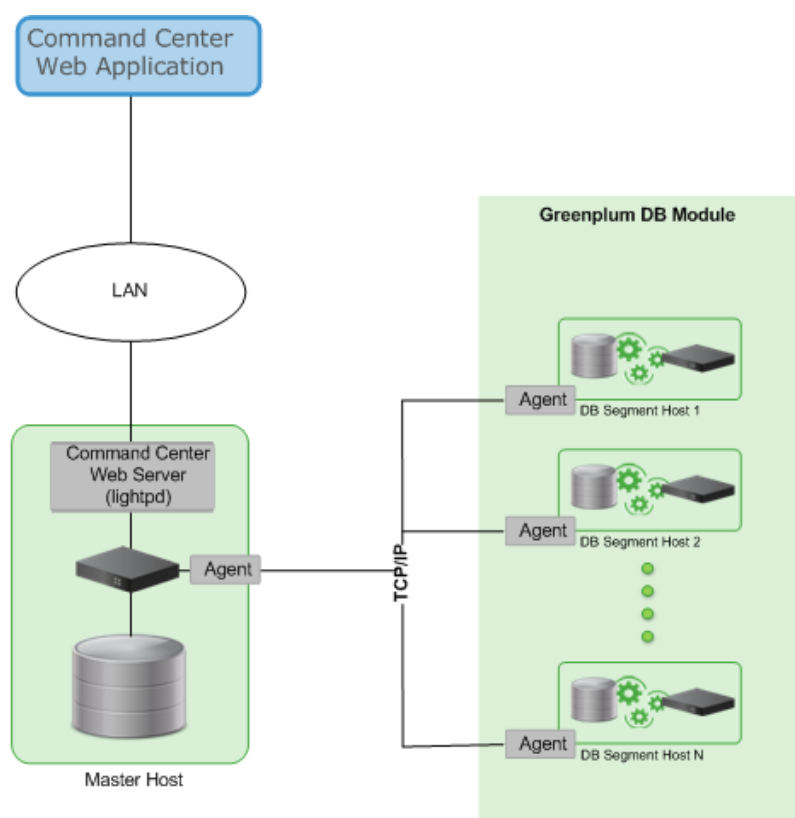 Command Center
Web Application
LAN
Greenplum DB Module
Command Center
Web Server
(lightpd)
Agent
Master Host
TCP/IP
Agent
DB Segment Host 1
Agent
DB Segment Host 2
Agent
DB Segment Host N